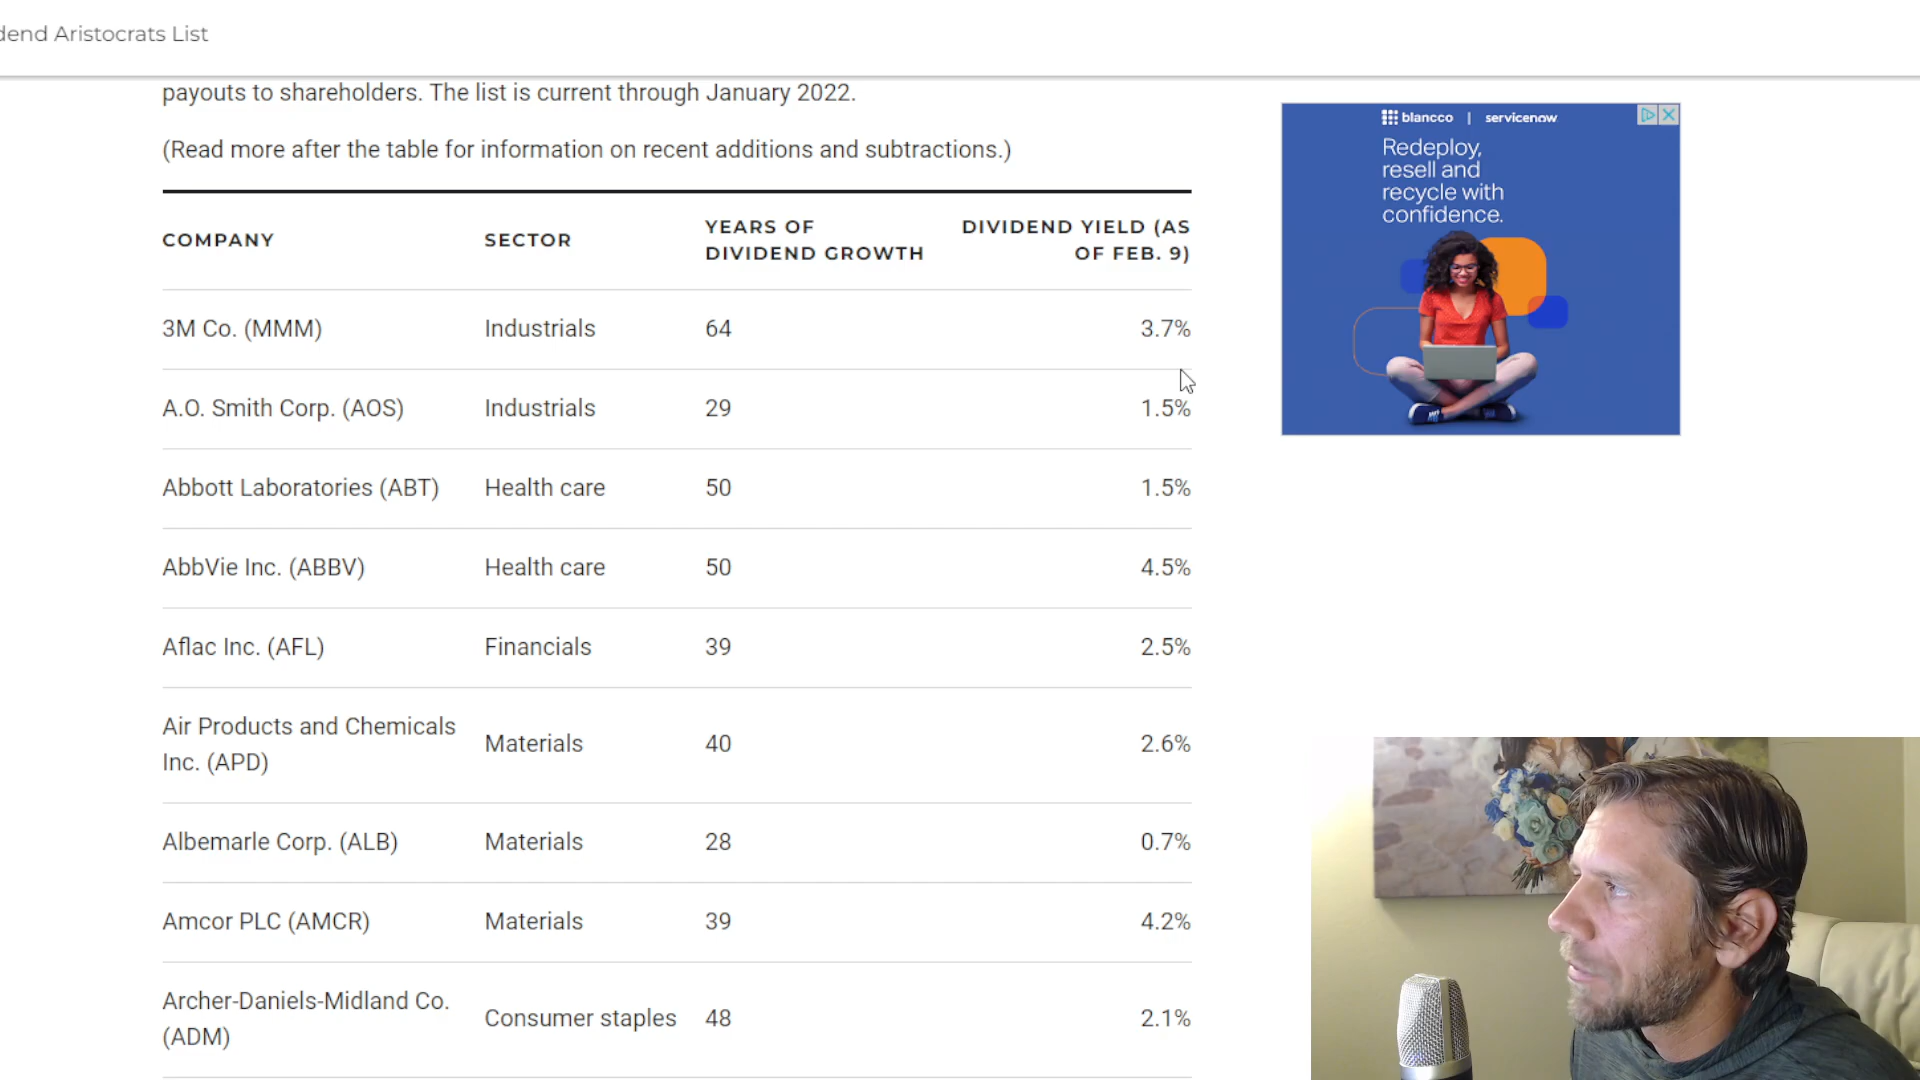 dend Aristocrats List
payouts to shareholders. The list is current through January 2022.
(Read more after the table for information on recent additions and subtractions.)
COMPANY SECTOR YEARS OF DIVIDEND GROWTH DIVIDEND YIELD (AS OF FEB. 9)
3M Co. (MMM) Industrials 64 3.7%
A.O. Smith Corp. (AOS) Industrials 29 1.5%
Abbott Laboratories (ABT) Health care 50 1.5%
AbbVie Inc. (ABBV) Health care 50 4.5%
Aflac Inc. (AFL) Financials 39 2.5%
Air Products and Chemicals Inc. (APD) Materials 40 2.6%
Albemarle Corp. (ALB) Materials 28 0.7%
Amcor PLC (AMCR) Materials 39 4.2%
Archer-Daniels-Midland Co. (ADM) Consumer staples 48 2.1%
blancco | servicenow
Redeploy,
resell and
recycle with
confidence.